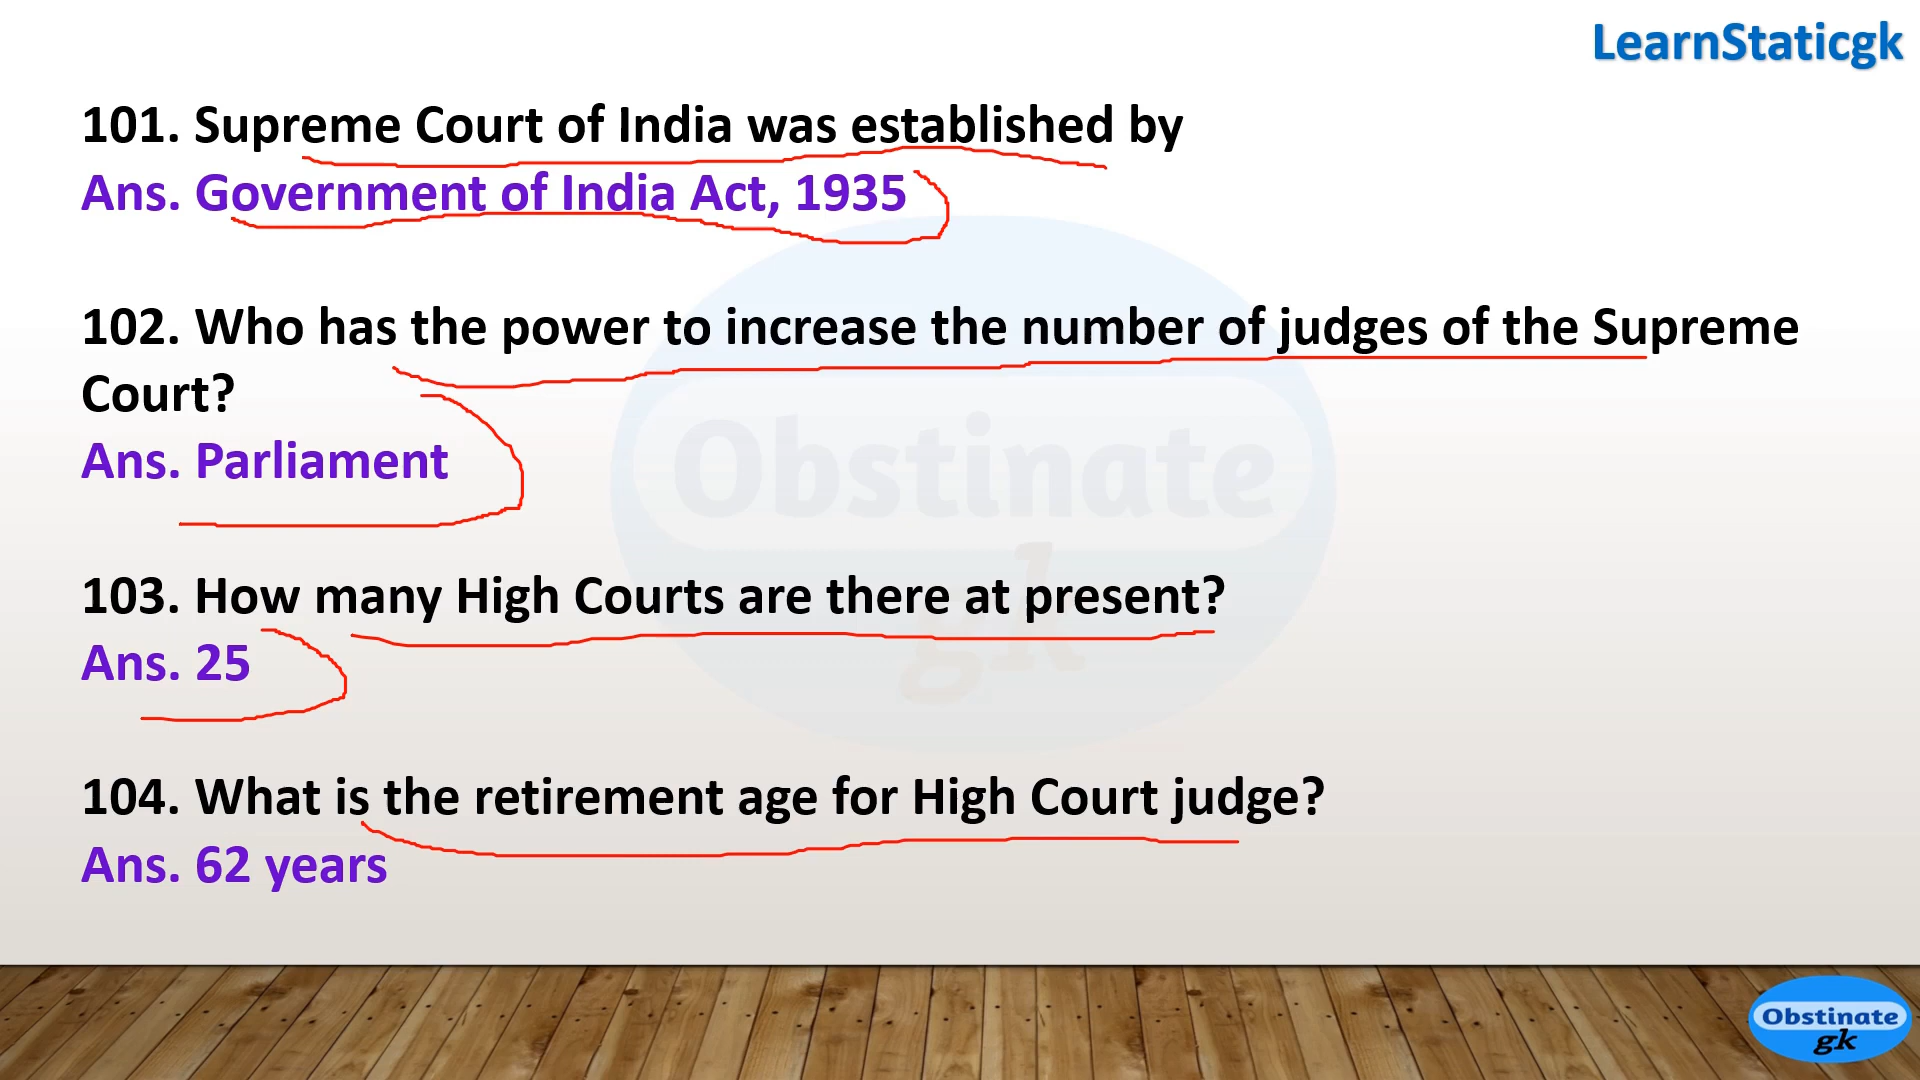 LearnStaticgk
101. Supreme Court of India was established by
Ans. Government of India Act, 1935
102. Who has the power to increase the number of judges of the Supreme
Court?
Ans. Parliament
103. How many High Courts are there at present?
Ans. 25
104. What is the retirement age for High Court judge?
Ans. 62 years
Obstinate
gk
Obstinate
gk